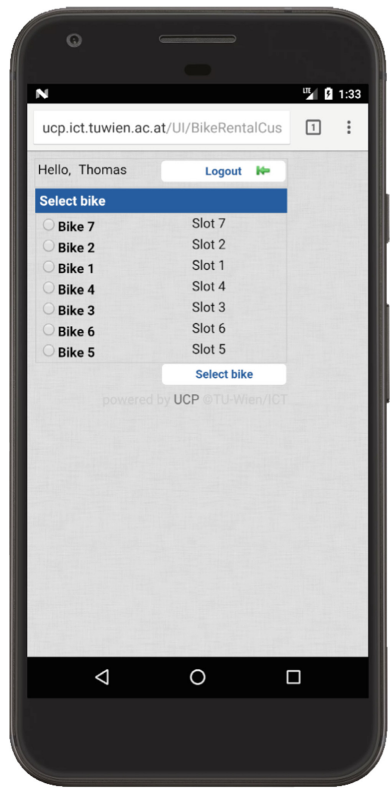 LTE 1:33
ucp.ict.tuwien.ac.at/UI/BikeRentalCus 1
Hello, Thomas Logout
Select bike
Bike 7 Slot 7
Bike 2 Slot 2
Bike 1 Slot 1
Bike 4 Slot 4
Bike 3 Slot 3
Bike 6 Slot 6
Bike 5 Slot 5
Select bike
powered by UCP @TU-Wien/ICT